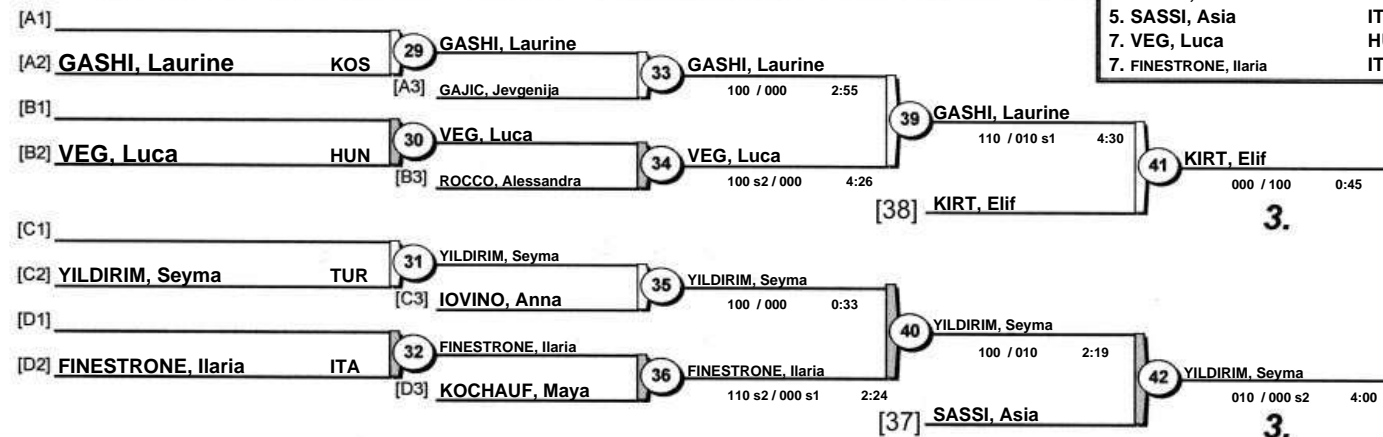 5. SASSI, Asia IT
7. VEG, Luca H
7. FINESTRONE, Ilaria IT
[A1]
[A2] GASHI, Laurine KOS
29 GASHI, Laurine
[A3] GAJIC, Jevgenija
33 GASHI, Laurine
100 / 000 2:55
[B1]
[B2] VEG, Luca HUN
30 VEG, Luca
[B3] ROCCO, Alessandra
34 VEG, Luca
100 s2 / 000 4:26
39 GASHI, Laurine
110 / 010 s1 4:30
[38] KIRT, Elif
41 KIRT, Elif
000 / 100 0:45
3.
[C1]
[C2] YILDIRIM, Seyma TUR
31 YILDIRIM, Seyma
[C3] IOVINO, Anna
35 YILDIRIM, Seyma
100 / 000 0:33
[D1]
[D2] FINESTRONE, Ilaria ITA
32 FINESTRONE, Ilaria
[D3] KOCHAUF, Maya
36 FINESTRONE, Ilaria
110 s2 / 000 s1 2:24
40 YILDIRIM, Seyma
100 / 010 2:19
[37] SASSI, Asia
42 YILDIRIM, Seyma
010 / 000 s2 4:00
3.